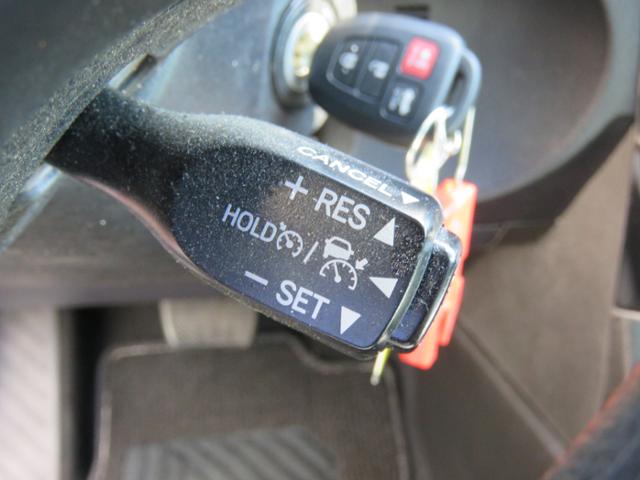 CANCEL
+ RES
HOLD /
- SET